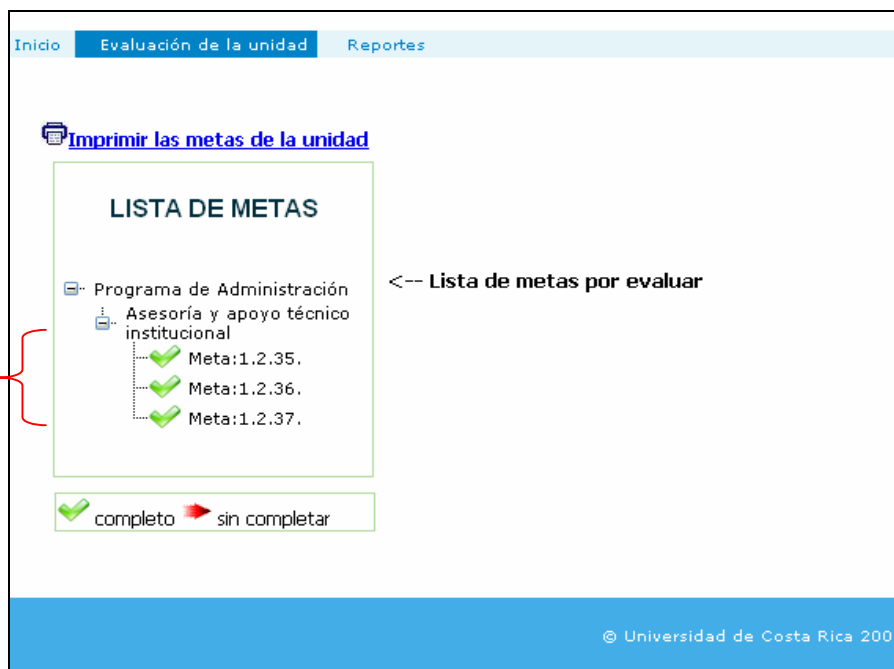 Inicio Evaluación de la unidad Reportes
Imprimir las metas de la unidad
LISTA DE METAS
<-- Lista de metas por evaluar
Programa de Administración
Asesoría y apoyo técnico
institucional
Meta:1.2.35.
Meta:1.2.36.
Meta:1.2.37.
completo sin completar
© Universidad de Costa Rica 200